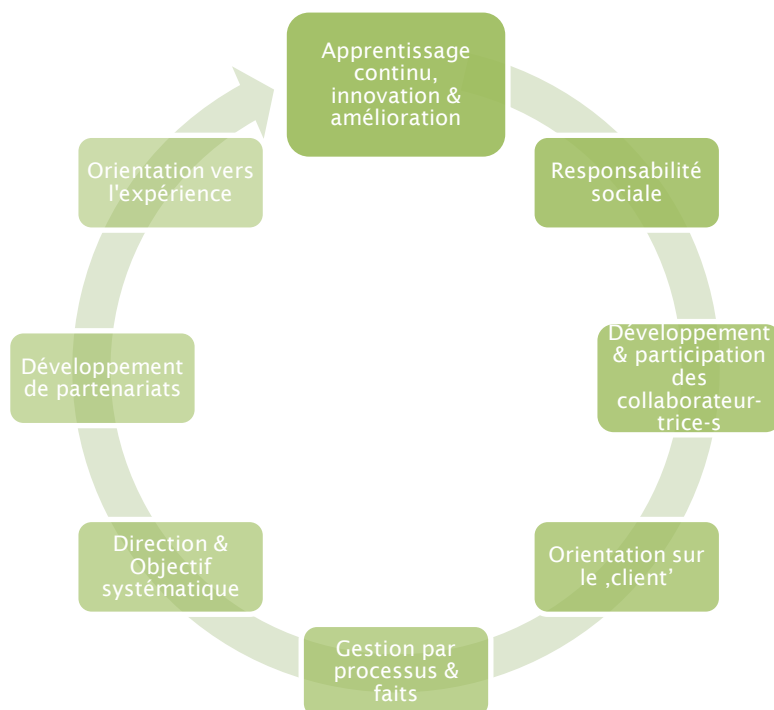 Apprentissage
continu,
innovation &
amélioration
Responsabilité
sociale
Développement
& participation
des
collaborateur-
trice-s
Orientation sur
le ‚client’
Gestion par
processus &
faits
Direction &
Objectif
systématique
Développement
de partenariats
Orientation vers
l'expérience